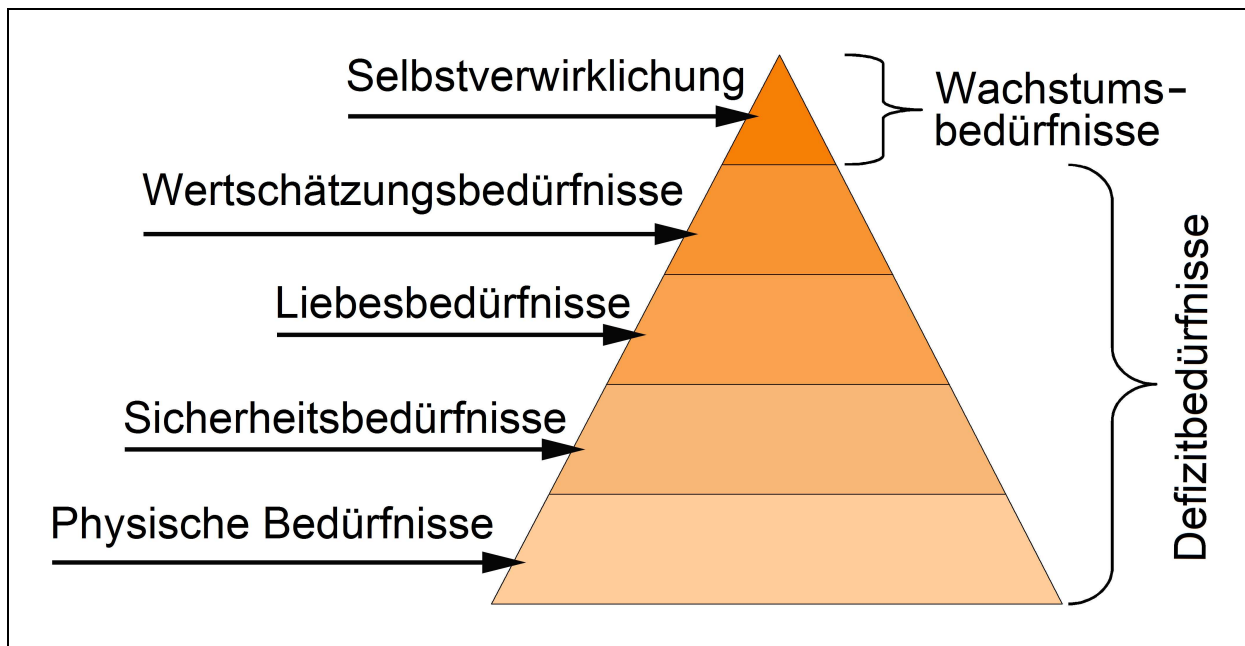 Selbstverwirklichung
Wachstums-
bedürfnisse
Wertschätzungsbedürfnisse
Liebesbedürfnisse
Sicherheitsbedürfnisse
Physische Bedürfnisse
Defizitbedürfnisse